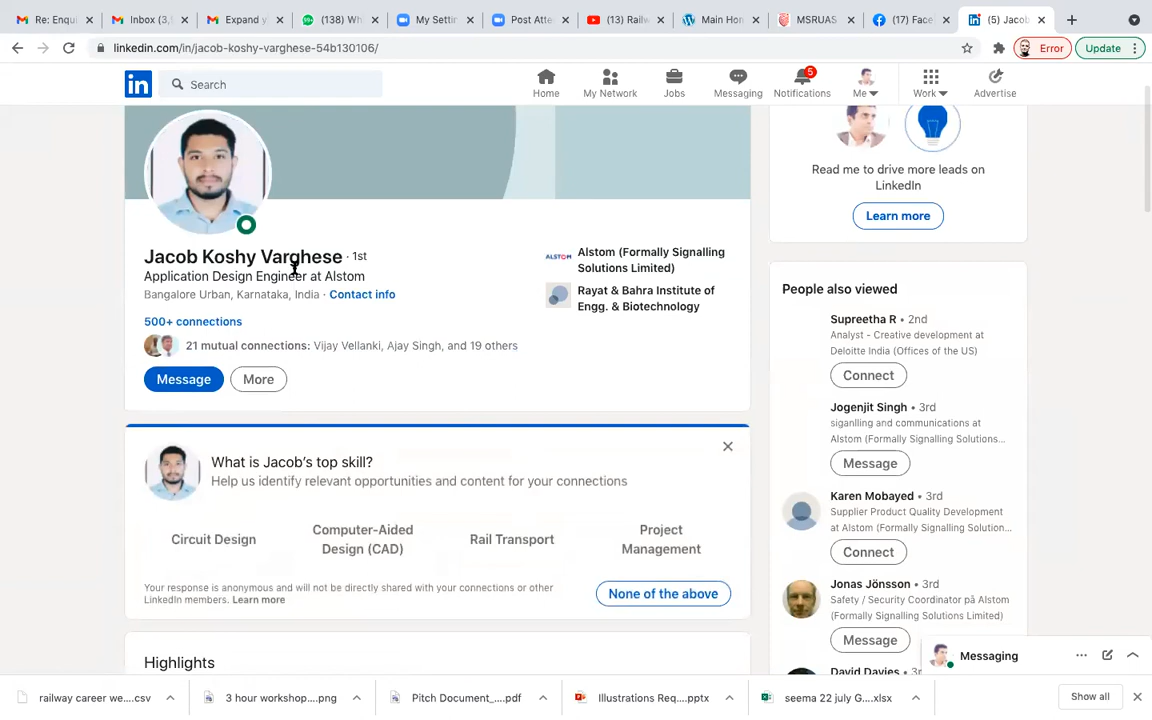 Re: Enqui
Inbox (3,5
Expand y
(138) Wh
My Settin
Post Atte
(13) Railw
Main Hom
MSRUAS
(17) Face
(5) Jacob
linkedin.com/in/jacob-koshy-varghese-54b130106/
Error
Update
in
Search
Home
My Network
Jobs
Messaging
5
Notifications
Me
Work
Advertise
Read me to drive more leads on
LinkedIn
Learn more
Jacob Koshy Varghese · 1st
Application Design Engineer at Alstom
Bangalore Urban, Karnataka, India · Contact info
500+ connections
21 mutual connections: Vijay Vellanki, Ajay Singh, and 19 others
Message
More
ALSTOM
Alstom (Formally Signalling
Solutions Limited)
Rayat & Bahra Institute of
Engg. & Biotechnology
What is Jacob's top skill?
Help us identify relevant opportunities and content for your connections
Circuit Design
Computer-Aided
Design (CAD)
Rail Transport
Project
Management
Your response is anonymous and will not be directly shared with your connections or other
LinkedIn members. Learn more
None of the above
Highlights
People also viewed
Supreetha R • 2nd
Analyst - Creative development at
Deloitte India (Offices of the US)
Connect
Jogenjit Singh • 3rd
siganlling and communications at
Alstom (Formally Signalling Solutions...
Message
Karen Mobayed • 3rd
Supplier Product Quality Development
at Alstom (Formally Signalling Solution...
Connect
Jonas Jönsson • 3rd
Safety / Security Coordinator på Alstom
(Formally Signalling Solutions Limited)
Message
David Davies • 3r
Messaging
railway career we....csv
3 hour workshop....png
Pitch Document_....pdf
Illustrations Req....pptx
seema 22 july G....xlsx
Show all